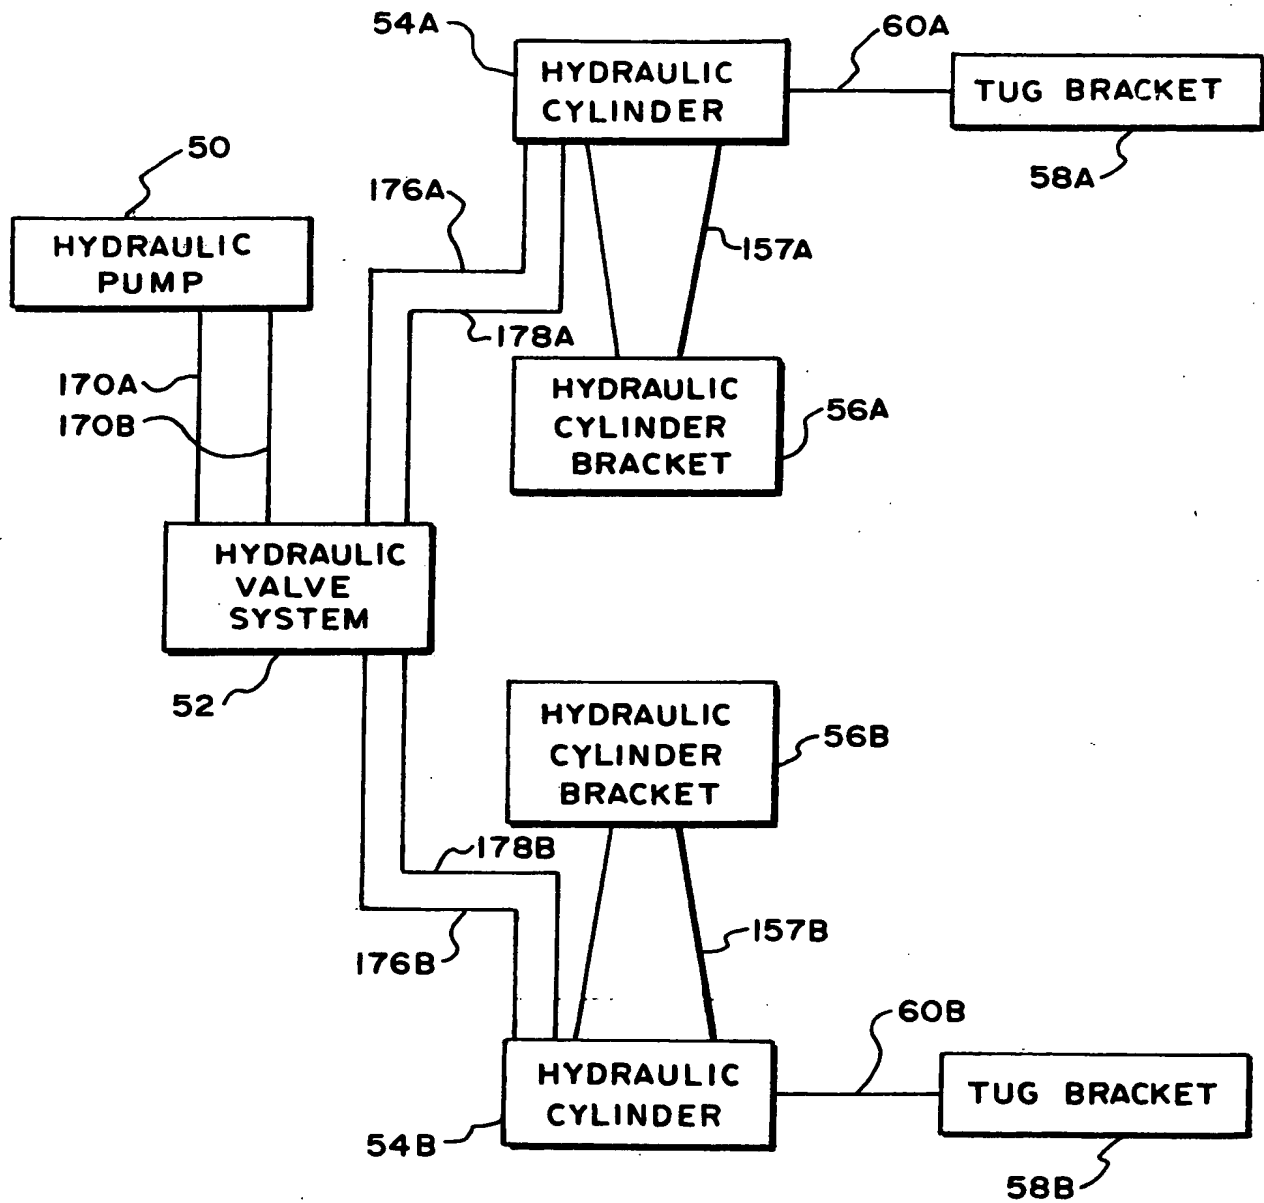 54A
HYDRAULIC
CYLINDER
60A
TUG BRACKET
58A
50
HYDRAULIC
PUMP
176A
157A
178A
170A
170B
HYDRAULIC
CYLINDER
BRACKET
56A
HYDRAULIC
VALVE
SYSTEM
52
HYDRAULIC
CYLINDER
BRACKET
56B
178B
176B
157B
60B
HYDRAULIC
CYLINDER
54B
TUG BRACKET
58B